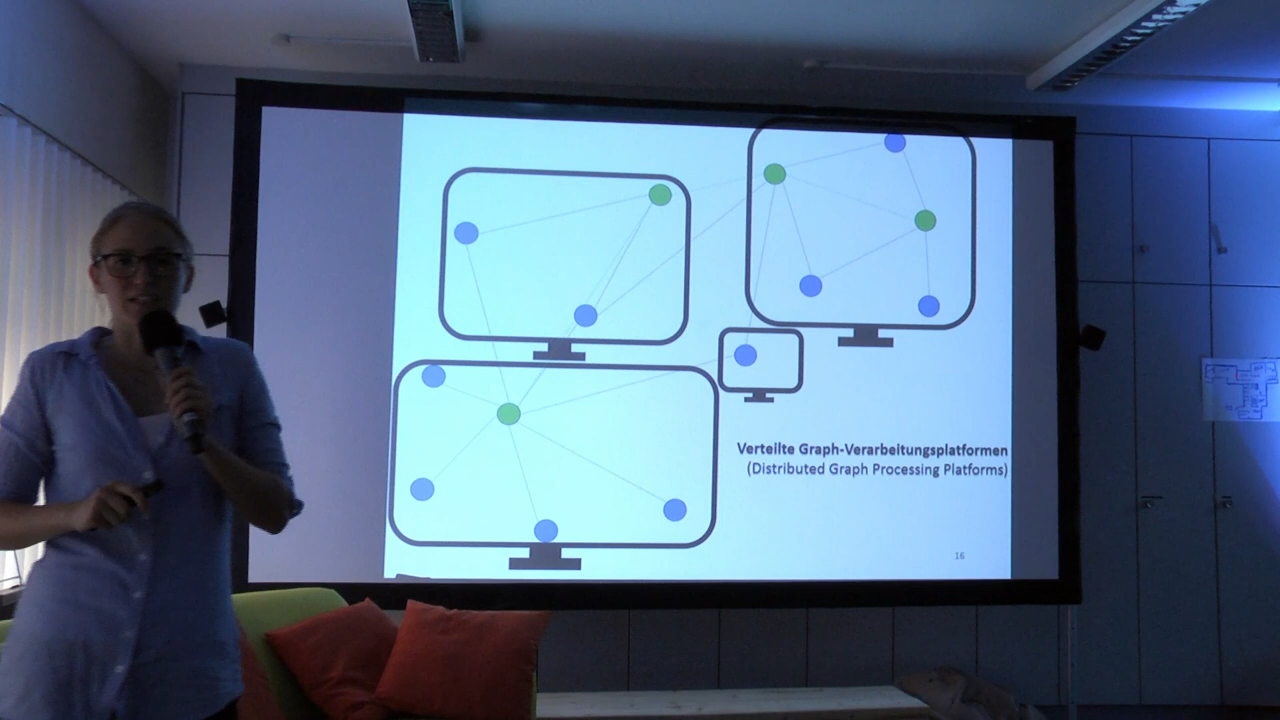 Verteilte Graph-Verarbeitungsplatformen
(Distributed Graph Processing Platforms)
16